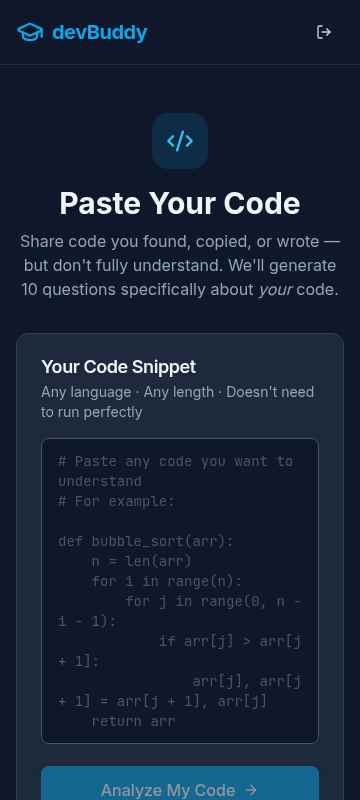 devBuddy
Paste Your Code
Share code you found, copied, or wrote —
but don't fully understand. We'll generate
10 questions specifically about your code.
Your Code Snippet
Any language · Any length · Doesn't need
to run perfectly
# Paste any code you want to
understand
# For example:
def bubble_sort(arr):
    n = len(arr)
    for i in range(n):
        for j in range(0, n -
i - 1):
            if arr[j] > arr[j
+ 1]:
                arr[j], arr[j
+ 1] = arr[j + 1], arr[j]
    return arr
Analyze My Code →